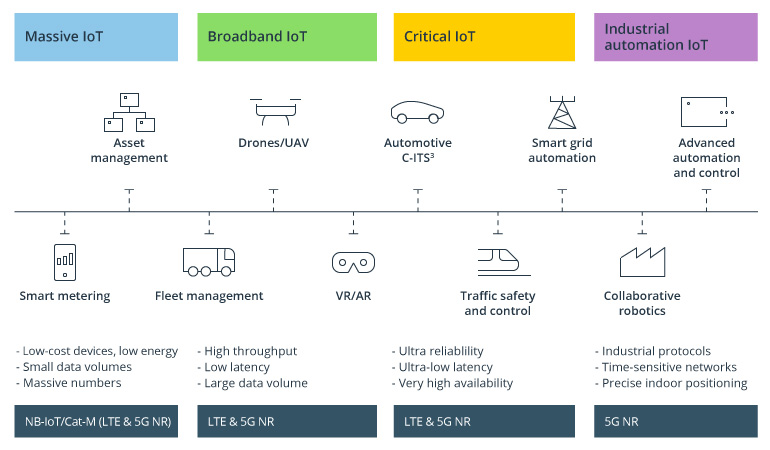 Massive IoT
Broadband IoT
Critical IoT
Industrial
automation IoT
Asset
management
Drones/UAV
Automotive
C-ITS³
Smart grid
automation
Advanced
automation
and control
Smart metering
Fleet management
VR/AR
Traffic safety
and control
Collaborative
robotics
- Low-cost devices, low energy
- Small data volumes
- Massive numbers
- High throughput
- Low latency
- Large data volume
- Ultra reliablility
- Ultra-low latency
- Very high availability
- Industrial protocols
- Time-sensitive networks
- Precise indoor positioning
NB-IoT/Cat-M (LTE & 5G NR)
LTE & 5G NR
LTE & 5G NR
5G NR